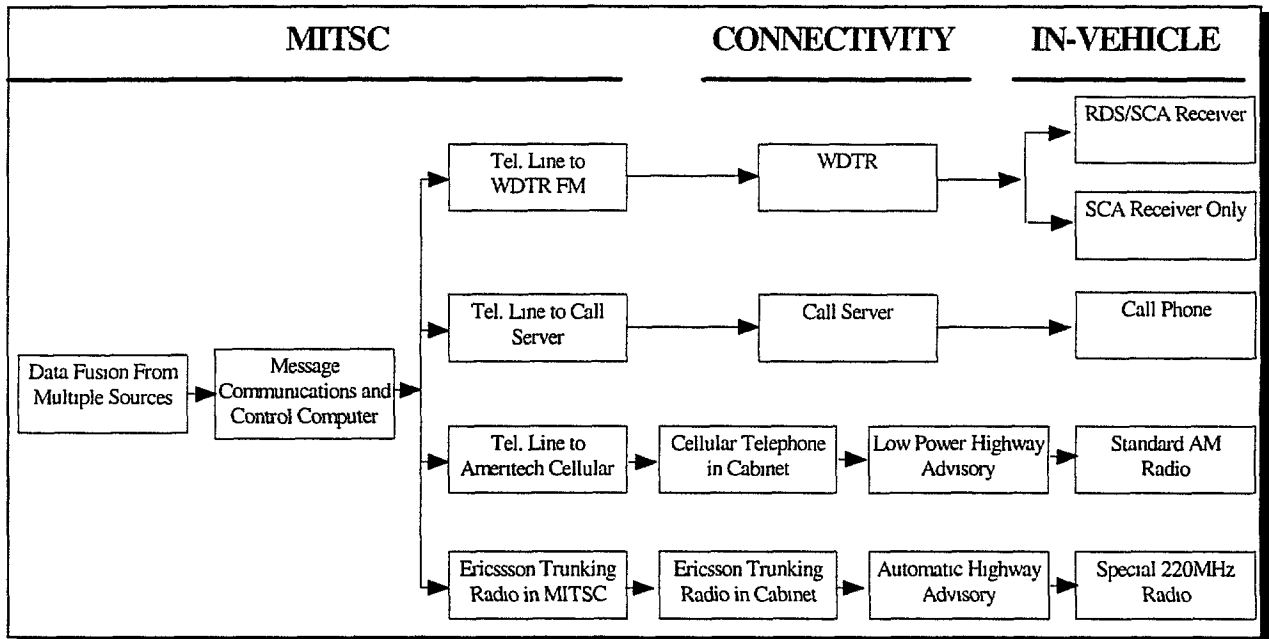 MITSC
CONNECTIVITY
IN-VEHICLE
RDS/SCA Receiver
Tel. Line to
WDTR FM
WDTR
SCA Receiver Only
Tel. Line to Call
Server
Call Server
Call Phone
Data Fusion From
Multiple Sources
Message
Communications and
Control Computer
Tel. Line to
Ameritech Cellular
Cellular Telephone
in Cabinet
Low Power Highway
Advisory
Standard AM
Radio
Ericssson Trunking
Radio in MITSC
Ericsson Trunking
Radio in Cabinet
Automatic Highway
Advisory
Special 220MHz
Radio